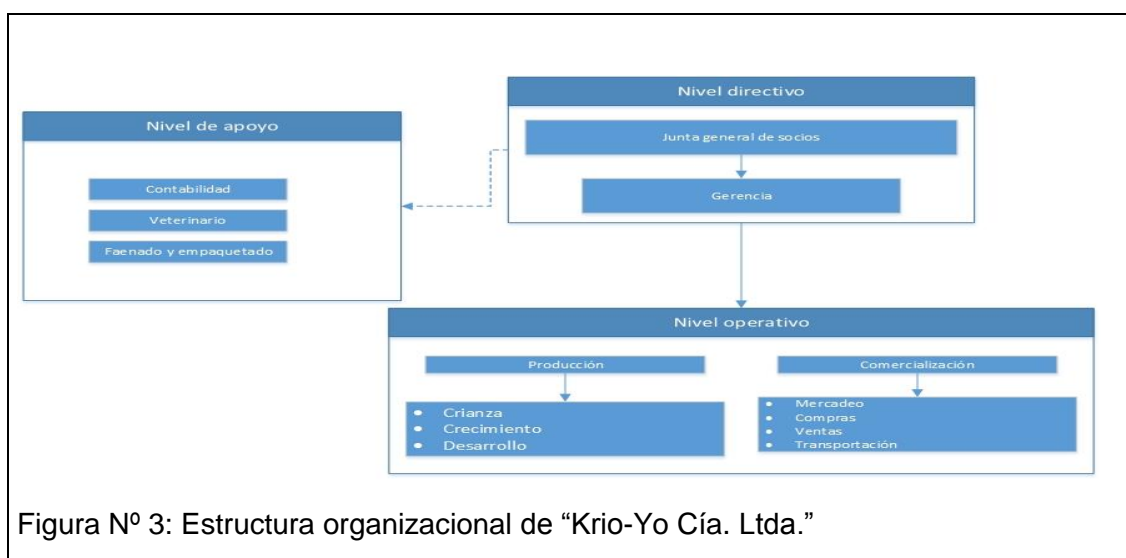 Nivel directivo
Junta general de socios
Gerencia
Nivel de apoyo
Contabilidad
Veterinario
Faenado y empaquetado
Nivel operativo
Producción
• Crianza
• Crecimiento
• Desarrollo
Comercialización
• Mercadeo
• Compras
• Ventas
• Transportación
Figura Nº 3: Estructura organizacional de “Krio-Yo Cía. Ltda.”